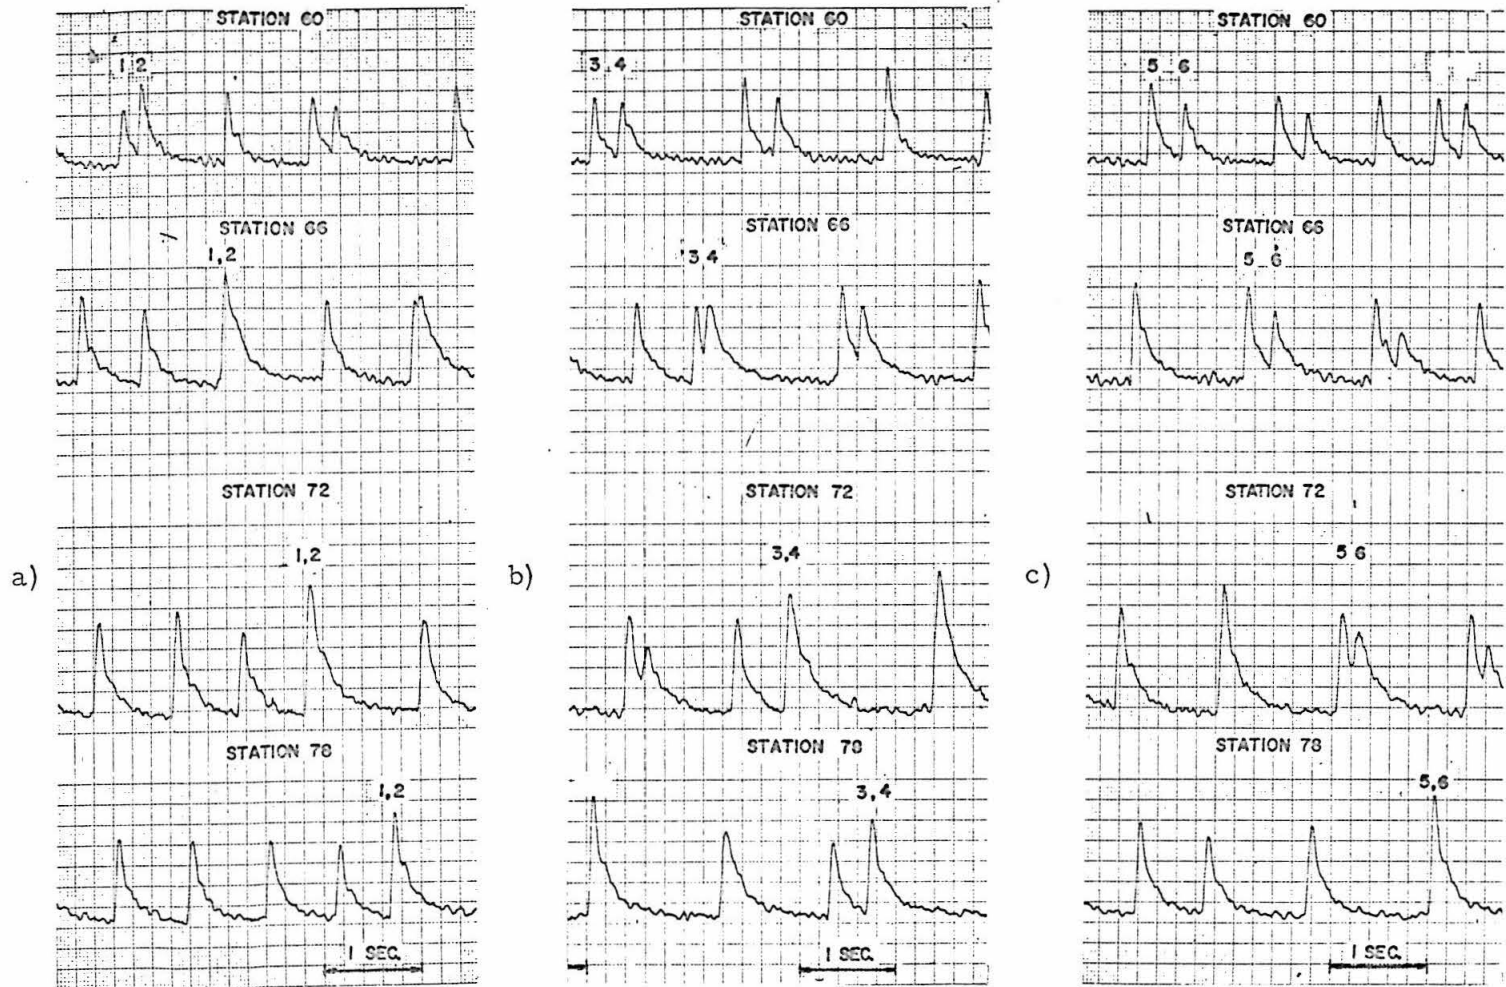 STATION 60
1 2
STATION 66
1,2
STATION 72
1,2
a)
STATION 78
1,2
1 SEC.
STATION 60
3 4
STATION 66
3 4
STATION 72
3,4
b)
STATION 78
3,4
1 SEC.
STATION 60
5 6
STATION 66
5 6
STATION 72
5 6
c)
STATION 78
5,6
1 SEC.